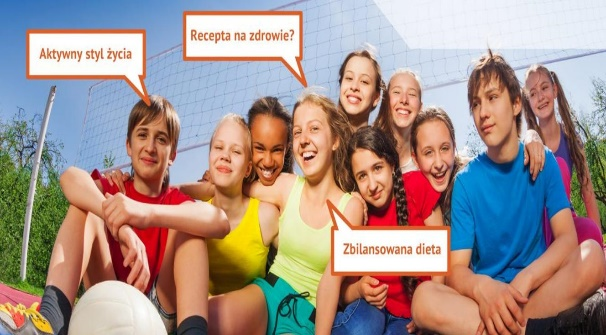 Recepta na zdrowie?
Aktywny styl życia
Zbilansowana dieta